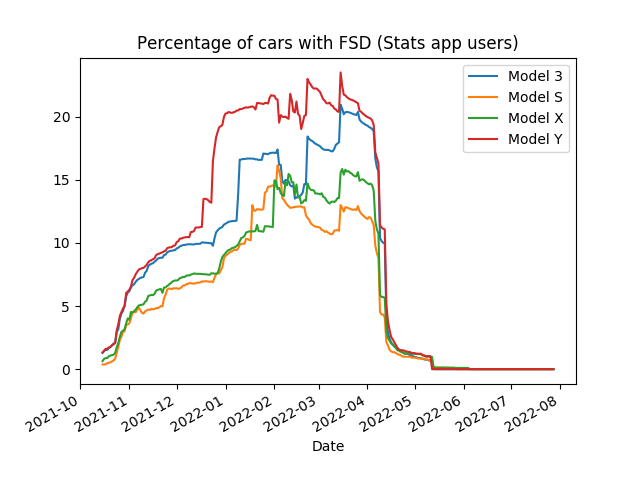 Percentage of cars with FSD (Stats app users)
Model 3
Model S
Model X
Model Y
20
15
10
5
0
2021-10
2021-11
2021-12
2022-01
2022-02
2022-03
2022-04
2022-05
2022-06
2022-07
2022-08
Date